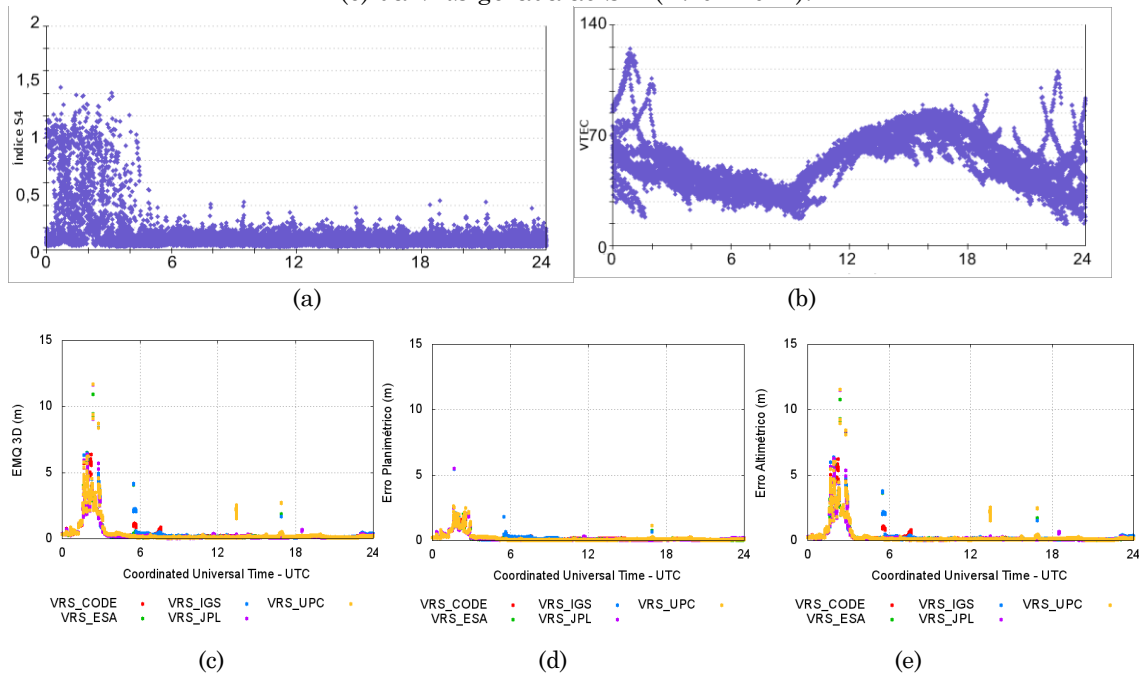 2
1,5
1
0,5
0
Índice S4
0 6 12 18 24
(a)
140
70
0
VTEC
0 6 12 18 24
(b)
15
10
5
0
EMQ 3D (m)
0 6 12 18 24
Coordinated Universal Time - UTC
VRS_CODE VRS_IGS VRS_UPC
VRS_ESA VRS_JPL
(c)
15
10
5
0
Erro Planimétrico (m)
0 6 12 18 24
Coordinated Universal Time - UTC
VRS_CODE VRS_IGS VRS_UPC
VRS_ESA VRS_JPL
(d)
15
10
5
0
Erro Altimétrico (m)
0 6 12 18 24
Coordinated Universal Time - UTC
VRS_CODE VRS_IGS VRS_UPC
VRS_ESA VRS_JPL
(e)